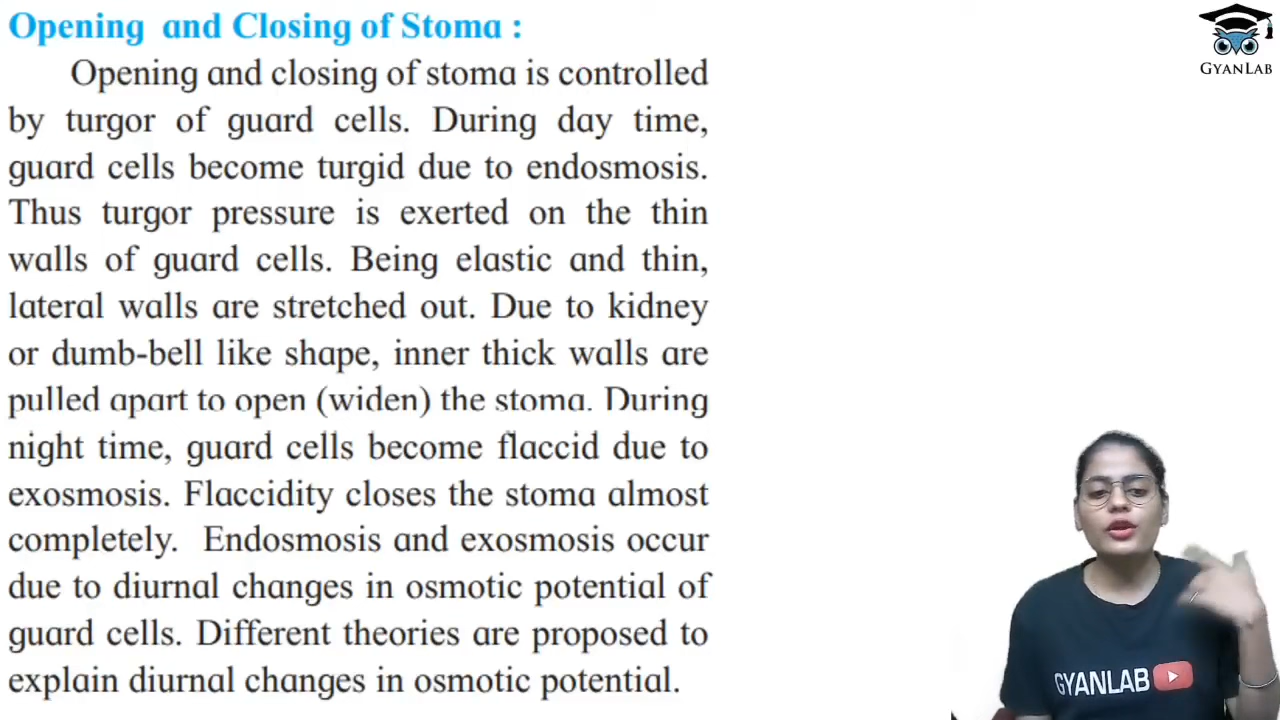 Opening and Closing of Stoma :
Opening and closing of stoma is controlled
by turgor of guard cells. During day time,
guard cells become turgid due to endosmosis.
Thus turgor pressure is exerted on the thin
walls of guard cells. Being elastic and thin,
lateral walls are stretched out. Due to kidney
or dumb-bell like shape, inner thick walls are
pulled apart to open (widen) the stoma. During
night time, guard cells become flaccid due to
exosmosis. Flaccidity closes the stoma almost
completely. Endosmosis and exosmosis occur
due to diurnal changes in osmotic potential of
guard cells. Different theories are proposed to
explain diurnal changes in osmotic potential.
GYANLAB
GYANLAB